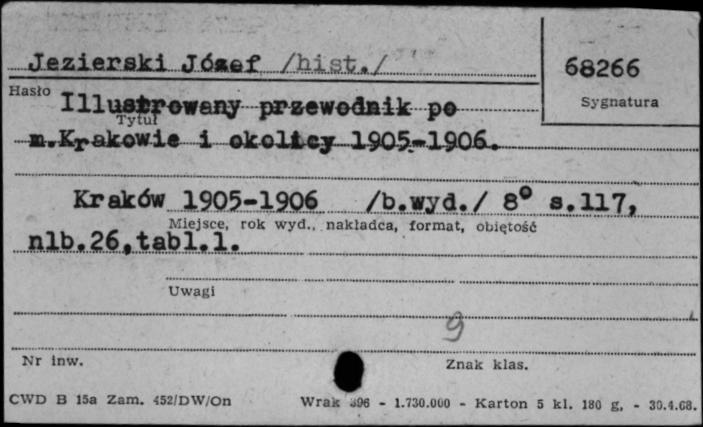 Jezierski Józef /hist./
68266
Hasło
Sygnatura
Illustrowany przewodnik po
Tytuł
m.Krakowie i okolicy 1905-1906.
Kraków 1905-1906 /b.wyd./ 8° s.117,
Miejsce, rok wyd., nakładca, format, objętość
nlb.26,tabl.1.
Uwagi
9
Nr inw.
Znak klas.
CWD B 15a Zam. 452/DW/On
Wrak 396 - 1.730.000 - Karton 5 kl. 180 g. - 30.4.68.